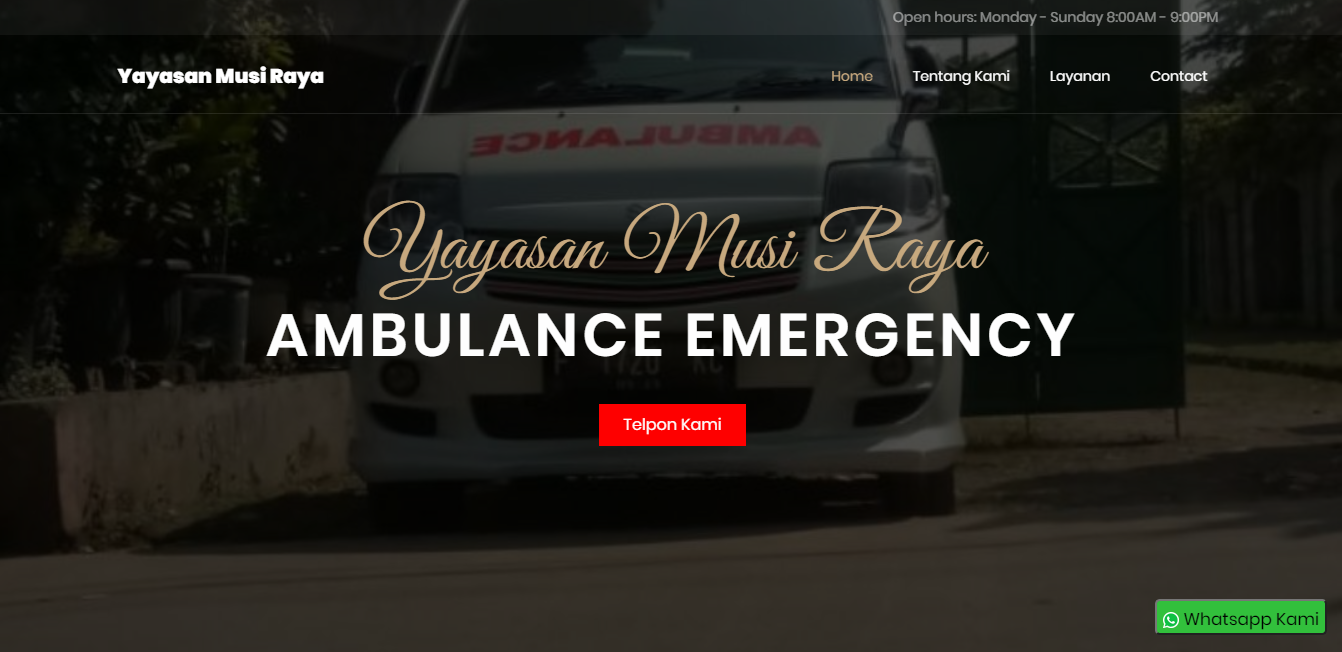 Open hours: Monday - Sunday 8:00AM - 9:00PM
Yayasan Musi Raya
Home
Tentang Kami
Layanan
Contact
AMBULANCE
Yayasan Musi Raya
AMBULANCE EMERGENCY
Telpon Kami
Whatsapp Kami